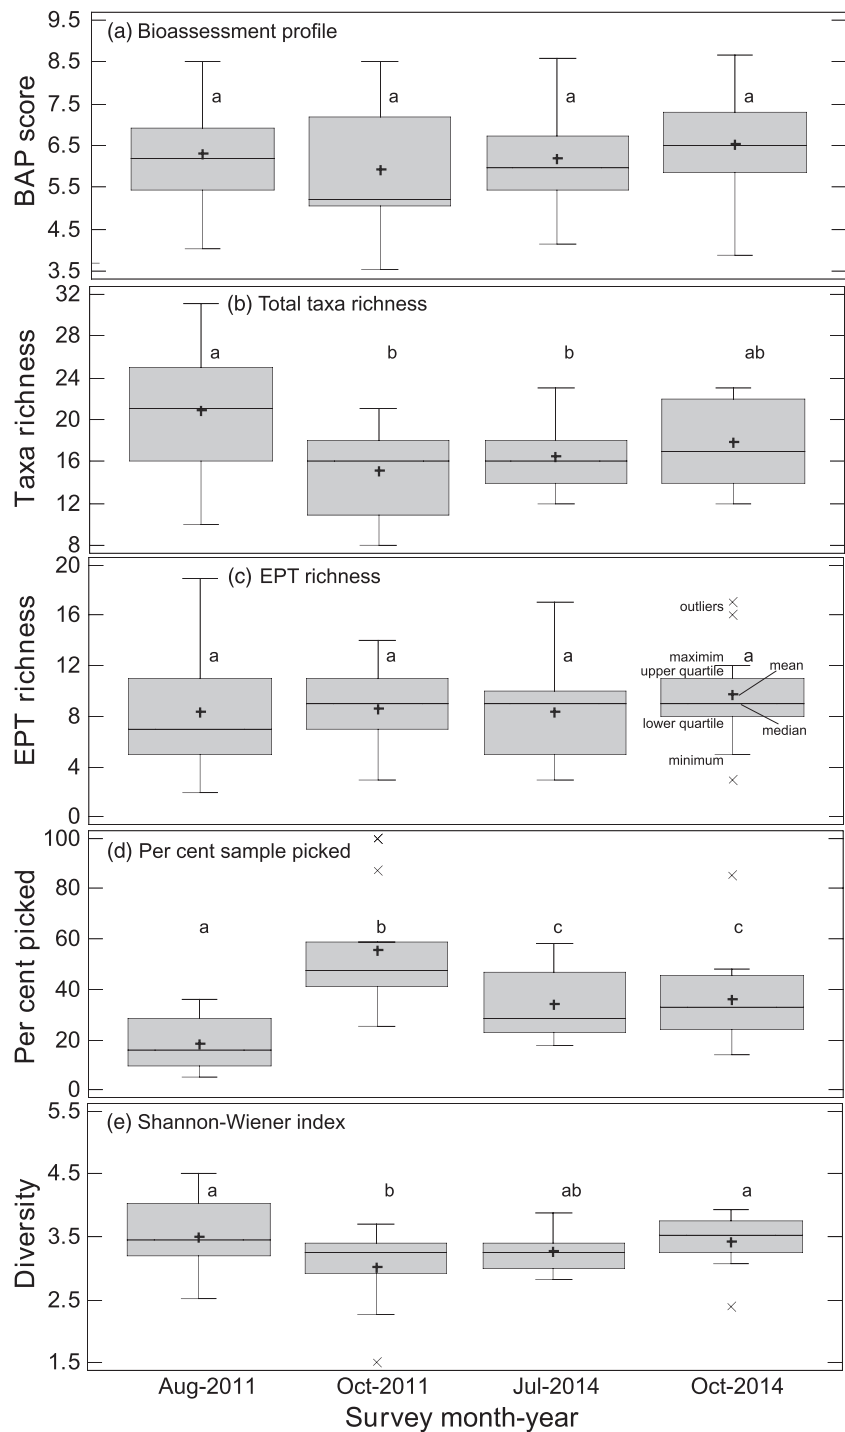 (a) Bioassessment profile
BAP score
9.5
8.5
7.5
6.5
5.5
4.5
3.5
a a a a
(b) Total taxa richness
Taxa richness
32
28
24
20
16
12
8
a b b ab
(c) EPT richness
EPT richness
20
16
12
8
4
0
a a a a
outliers
maximim
upper quartile
mean
lower quartile
median
minimum
(d) Per cent sample picked
Per cent picked
100
80
60
40
20
0
a b c c
(e) Shannon-Wiener index
Diversity
5.5
4.5
3.5
2.5
1.5
a b ab a
Aug-2011 Oct-2011 Jul-2014 Oct-2014
Survey month-year